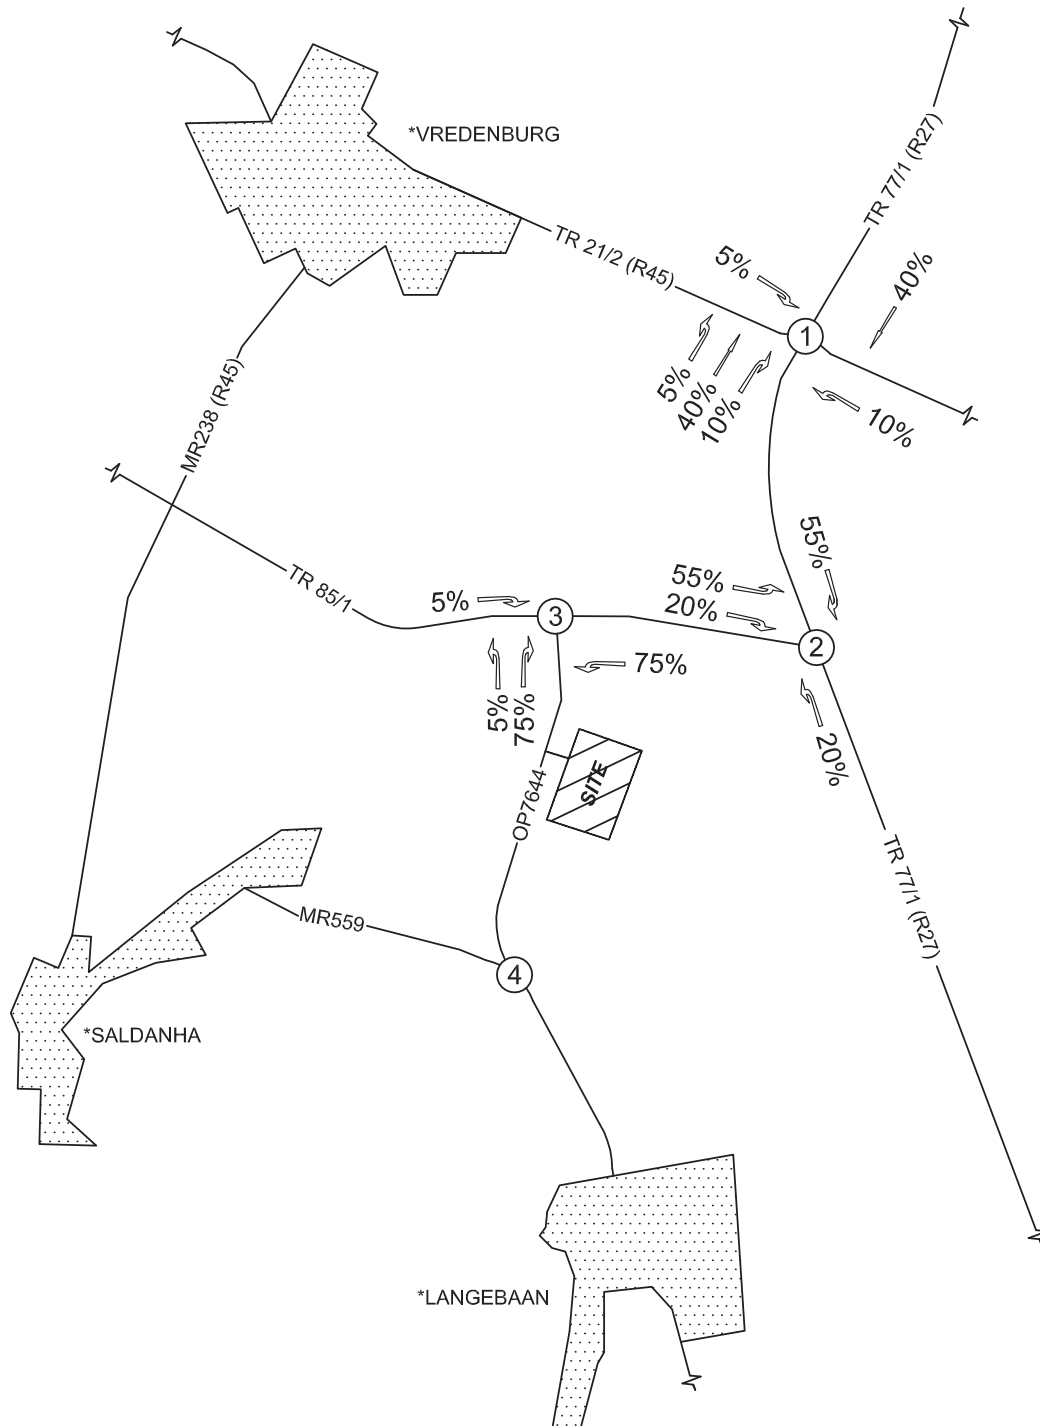 *VREDENBURG
TR 77/1 (R27)
TR 21/2 (R45)
5%
40%
1
5%
40%
10%
10%
MR238 (R45)
TR 85/1
55%
5%
3
55%
20%
2
75%
5%
75%
20%
SITE
OP7644
TR 77/1 (R27)
MR559
4
*SALDANHA
*LANGEBAAN